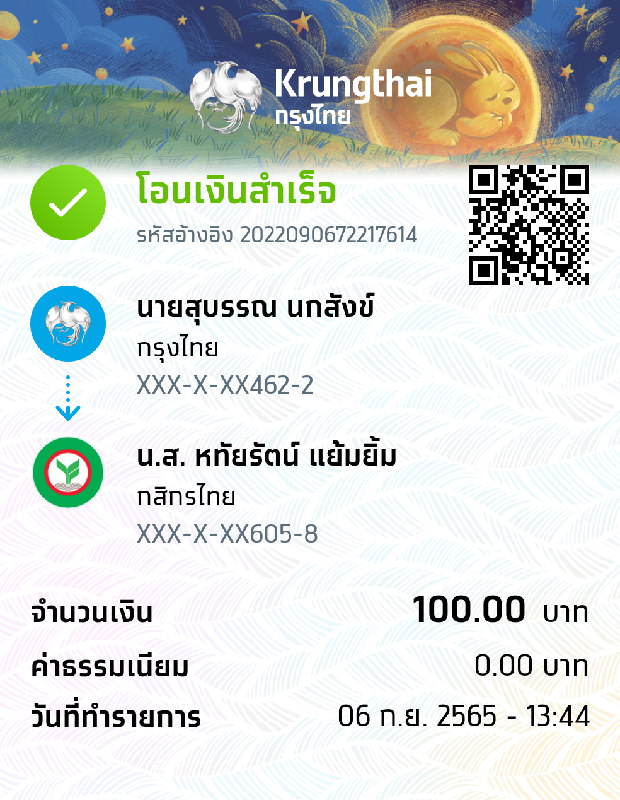 Krungthai
กรุงไทย
โอนเงินสำเร็จ
รหัสอ้างอิง 2022090672217614
นายสุบรรณ นกสังข์
กรุงไทย
XXX-X-XX462-2
น.ส. หทัยรัตน์ แย้มยิ้ม
กสิกรไทย
XXX-X-XX605-8
จำนวนเงิน 100.00 บาท
ค่าธรรมเนียม 0.00 บาท
วันที่ทำรายการ 06 ก.ย. 2565 - 13:44